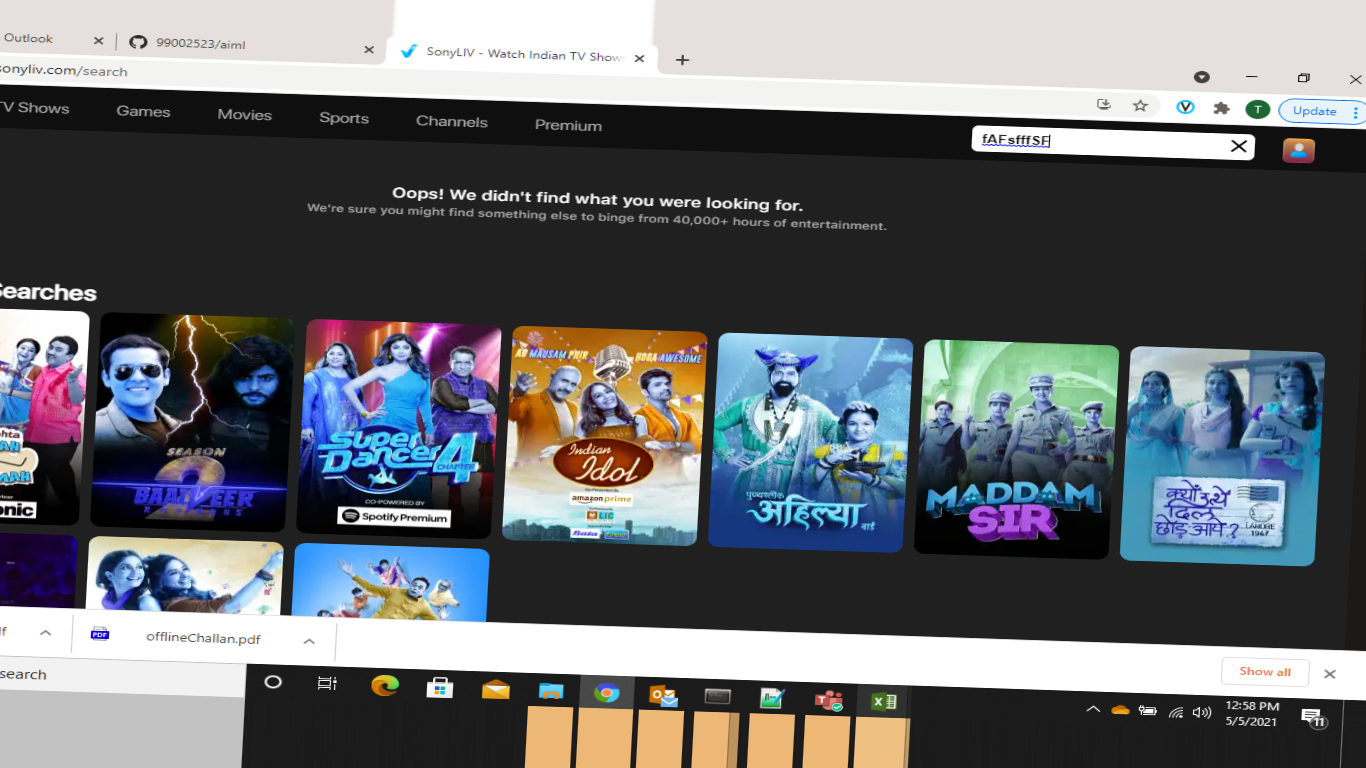 Outlook
99002523/aiml
SonyLIV - Watch Indian TV Show
sonyliv.com/search
Update
TV Shows
Games
Movies
Sports
Channels
Premium
fAFsfffSF
Oops! We didn't find what you were looking for.
We're sure you might find something else to binge from 40,000+ hours of entertainment.
Searches
SEASON
2
BAALVEER
RETURNS
SUPER
DANCER 4
CHAPTER
CO-POWERED BY
Spotify Premium
AB MAUSAM PHIR HOGA AWESOME
Indian
Idol
amazon prime
LIC
Bata
पुण्यश्लोक
अहिल्या
बाई
MADDAM
SIR
क्यों उत्थे
दिल
छोड़ आये?
LAHORE
1947
offlineChallan.pdf
PDF
Show all
search
12:58 PM
5/5/2021
11